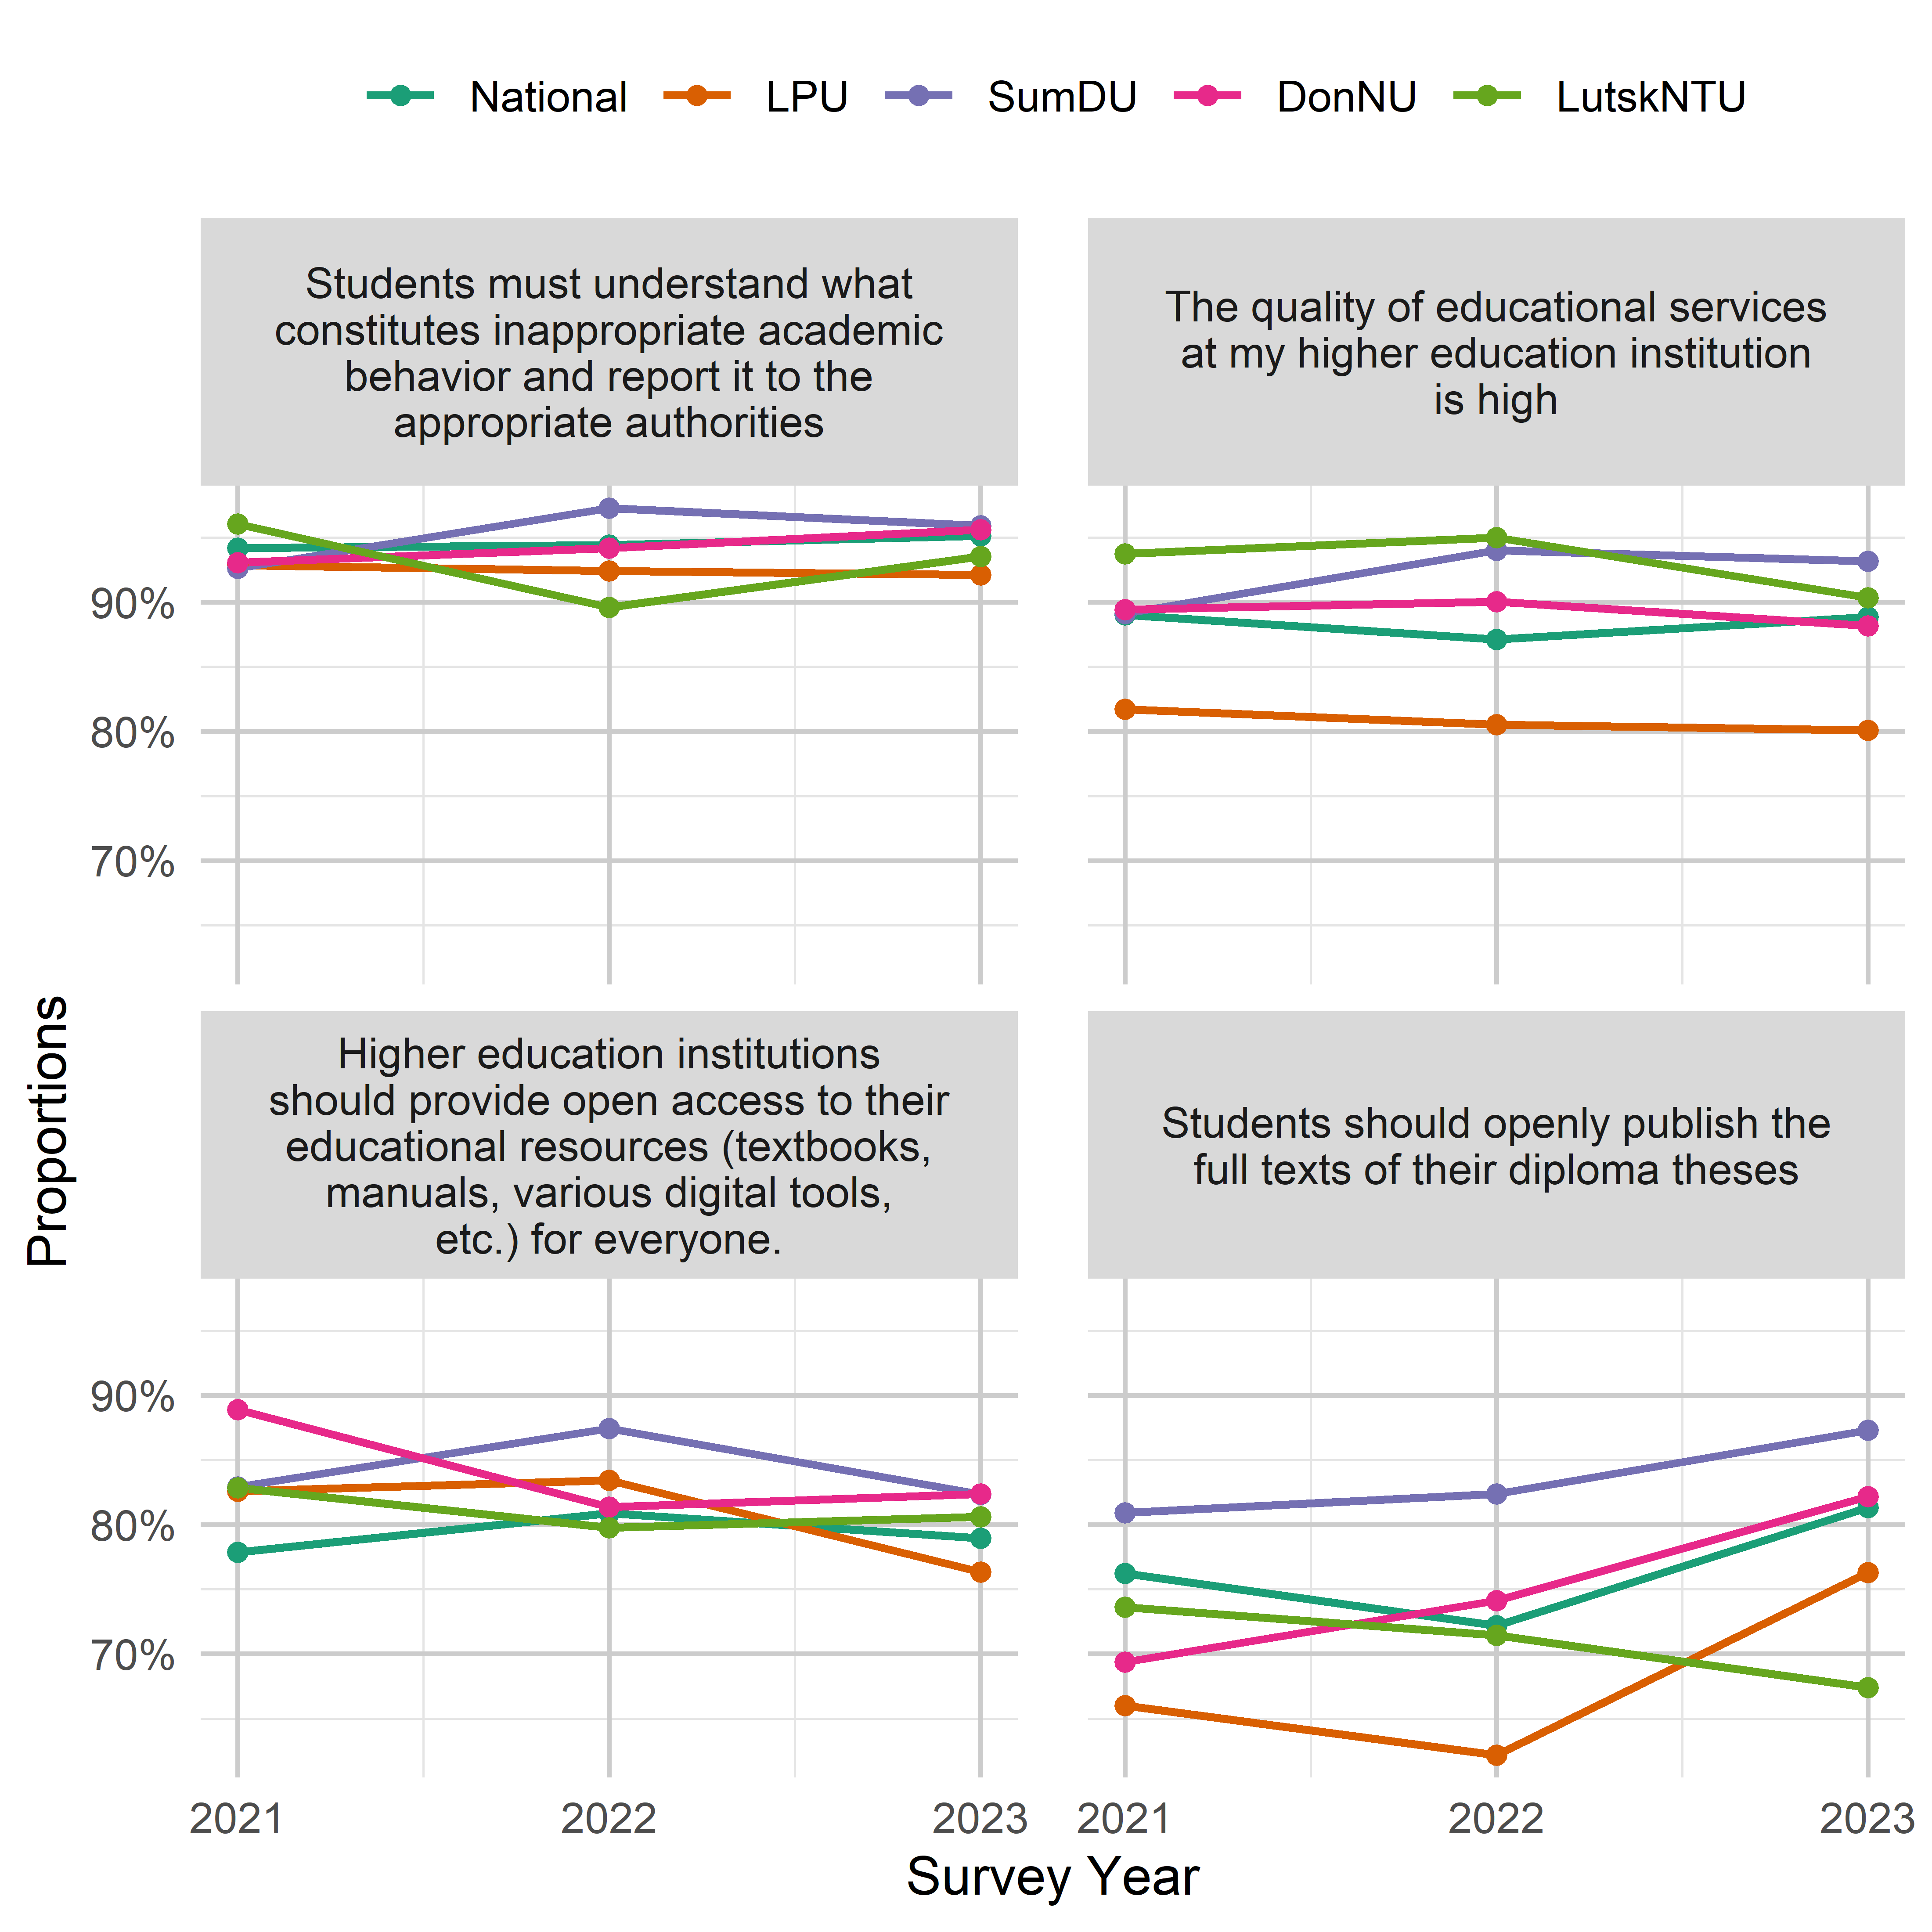 National LPU SumDU DonNU LutskNTU
Students must understand what
constitutes inappropriate academic
behavior and report it to the
appropriate authorities
The quality of educational services
at my higher education institution
is high
90%
80%
70%
Higher education institutions
should provide open access to their
educational resources (textbooks,
manuals, various digital tools,
etc.) for everyone.
Students should openly publish the
full texts of their diploma theses
90%
80%
70%
2021 2022 2023 2021 2022 2023
Survey Year
Proportions